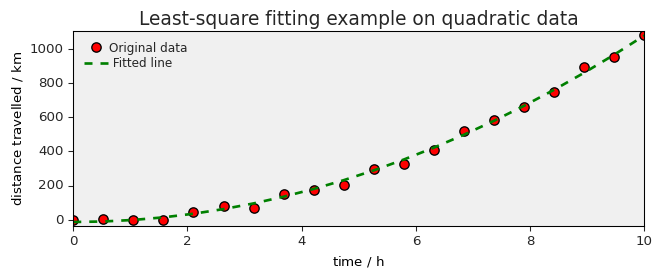 Least-square fitting example on quadratic data
Original data
Fitted line
distance travelled / km
1000
800
600
400
200
0
0 2 4 6 8 10
time / h